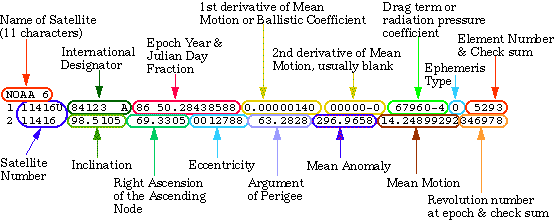 Name of Satellite
(11 characters)
International
Designator
Epoch Year &
Julian Day
Fraction
1st derivative of Mean
Motion or Ballistic Coefficient
2nd derivative of Mean
Motion, usually blank
Drag term or
radiation pressure
coefficient
Ephemeris
Type
Element Number
& Check sum
NOAA 6
1 11416U 84123 A 86 50.28438588 0.00000140 00000-0 67960-4 0 5293
2 11416 98.5105 69.3305 0012788 63.2828 296.9658 14.24899292 346978
Satellite
Number
Inclination
Right Ascension
of the Ascending
Node
Eccentricity
Argument
of Perigee
Mean Anomaly
Mean Motion
Revolution number
at epoch & check sum